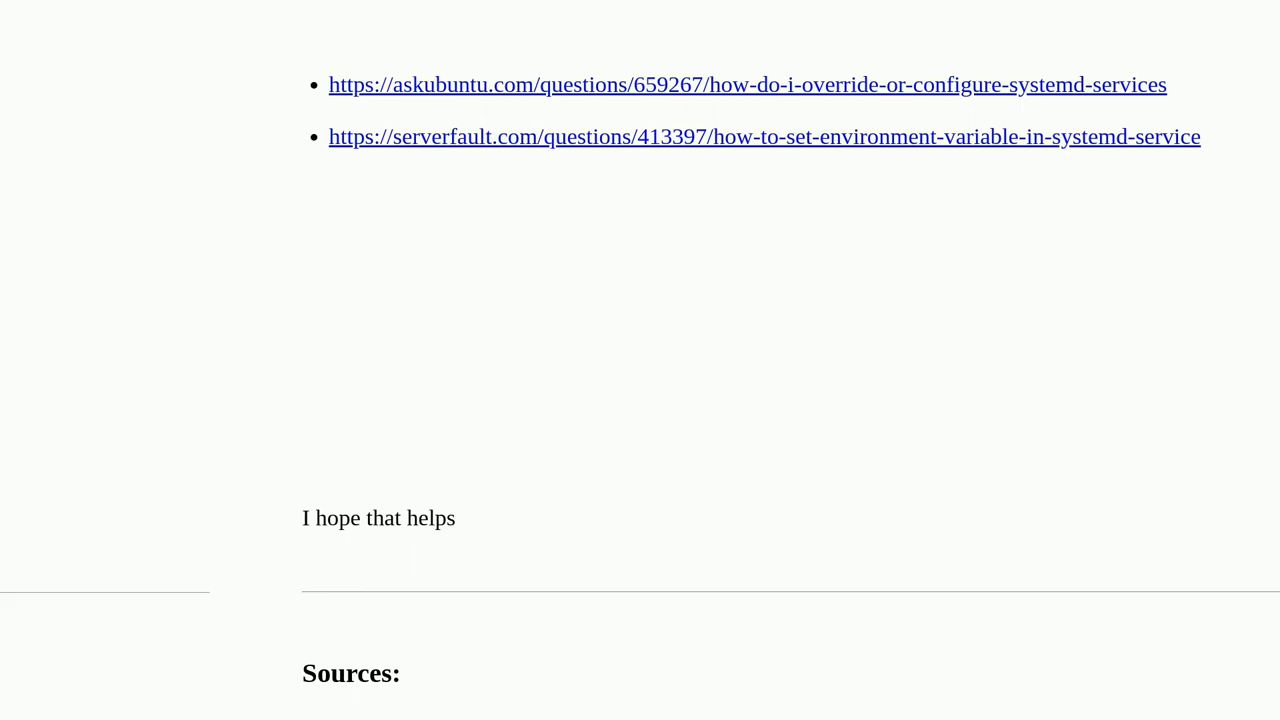 • https://askubuntu.com/questions/659267/how-do-i-override-or-configure-systemd-services
• https://serverfault.com/questions/413397/how-to-set-environment-variable-in-systemd-service
I hope that helps
Sources: